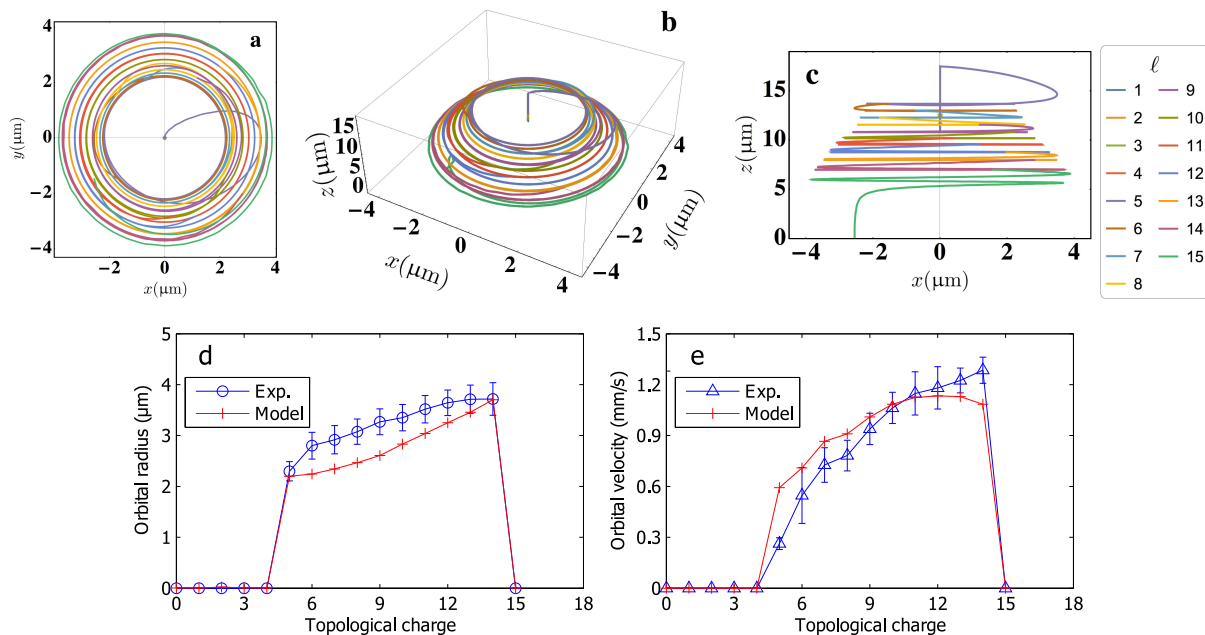 a
4
2
0
−2
−4
y(μm)
−2 0 2 4
x(μm)
b
15
10
5
0
z(μm)
−4
−2
0
2
4
x(μm)
4
2
0
−2
−4
y(μm)
c
15
10
5
0
z(μm)
−4 −2 0 2 4
x(μm)
ℓ
1 9
2 10
3 11
4 12
5 13
6 14
7 15
8
d
5
4
3
2
1
0
Orbital radius (μm)
Exp.
Model
0 3 6 9 12 15 18
Topological charge
e
1.5
1.2
0.9
0.6
0.3
0
Orbital velocity (mm/s)
Exp.
Model
0 3 6 9 12 15 18
Topological charge